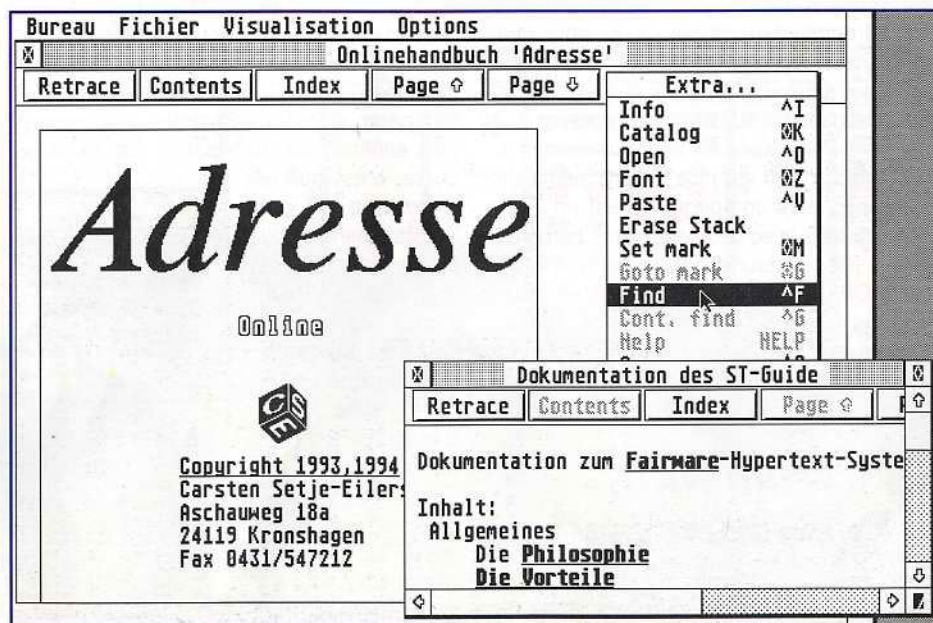 Bureau Fichier Visualisation Options
Onlinehandbuch 'Adresse'
Retrace Contents Index Page ⇧ Page ⇩ Extra...
Info ^I
Catalog K
Open ^O
Font Z
Paste ^V
Erase Stack
Set mark M
Goto mark G
Find ^F
Cont. find ^G
Help HELP
Adresse
Online
CSE
Copyright 1993,1994
Carsten Setje-Eilers
Aschauweg 18a
24119 Kronshagen
Fax 0431/547212
Dokumentation des ST-Guide
Retrace Contents Index Page ⇧
Dokumentation zum Fairware-Hypertext-Syste
Inhalt:
Allgemeines
Die Philosophie
Die Vorteile